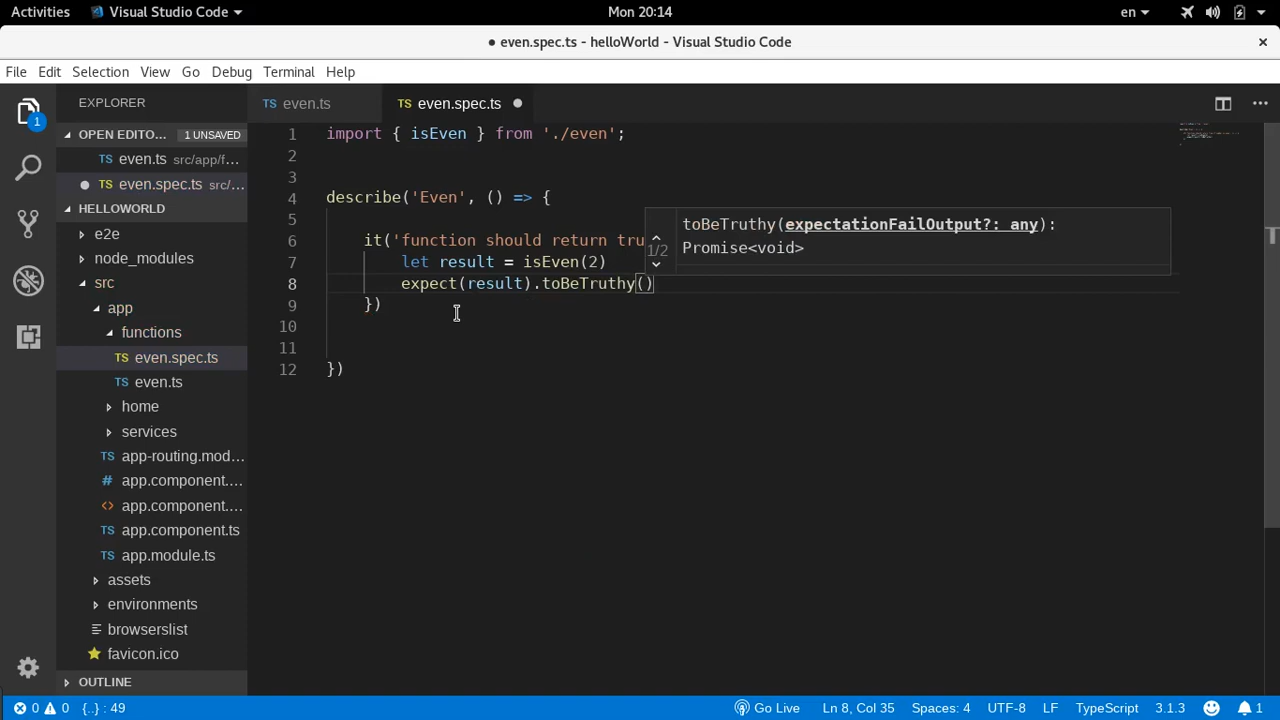 Activities Visual Studio Code Mon 20:14 en
● even.spec.ts - helloWorld - Visual Studio Code ×
File Edit Selection View Go Debug Terminal Help
EXPLORER
OPEN EDITO... 1 UNSAVED
TS even.ts src/app/f...
TS even.spec.ts src/...
HELLOWORLD
e2e
node_modules
src
app
functions
TS even.spec.ts
TS even.ts
home
services
TS app-routing.mod...
# app.component....
<> app.component....
TS app.component.ts
TS app.module.ts
assets
environments
browserslist
favicon.ico
OUTLINE
1
TS even.ts TS even.spec.ts
1 import { isEven } from './even';
2
3
4 describe('Even', () => {
5
6 it('function should return tru
7 let result = isEven(2)
8 expect(result).toBeTruthy()
9 })
10
11
12 })
1/2
toBeTruthy(expectationFailOutput?: any):
Promise<void>
0 0 {..} : 49 Go Live Ln 8, Col 35 Spaces: 4 UTF-8 LF TypeScript 3.1.3 1